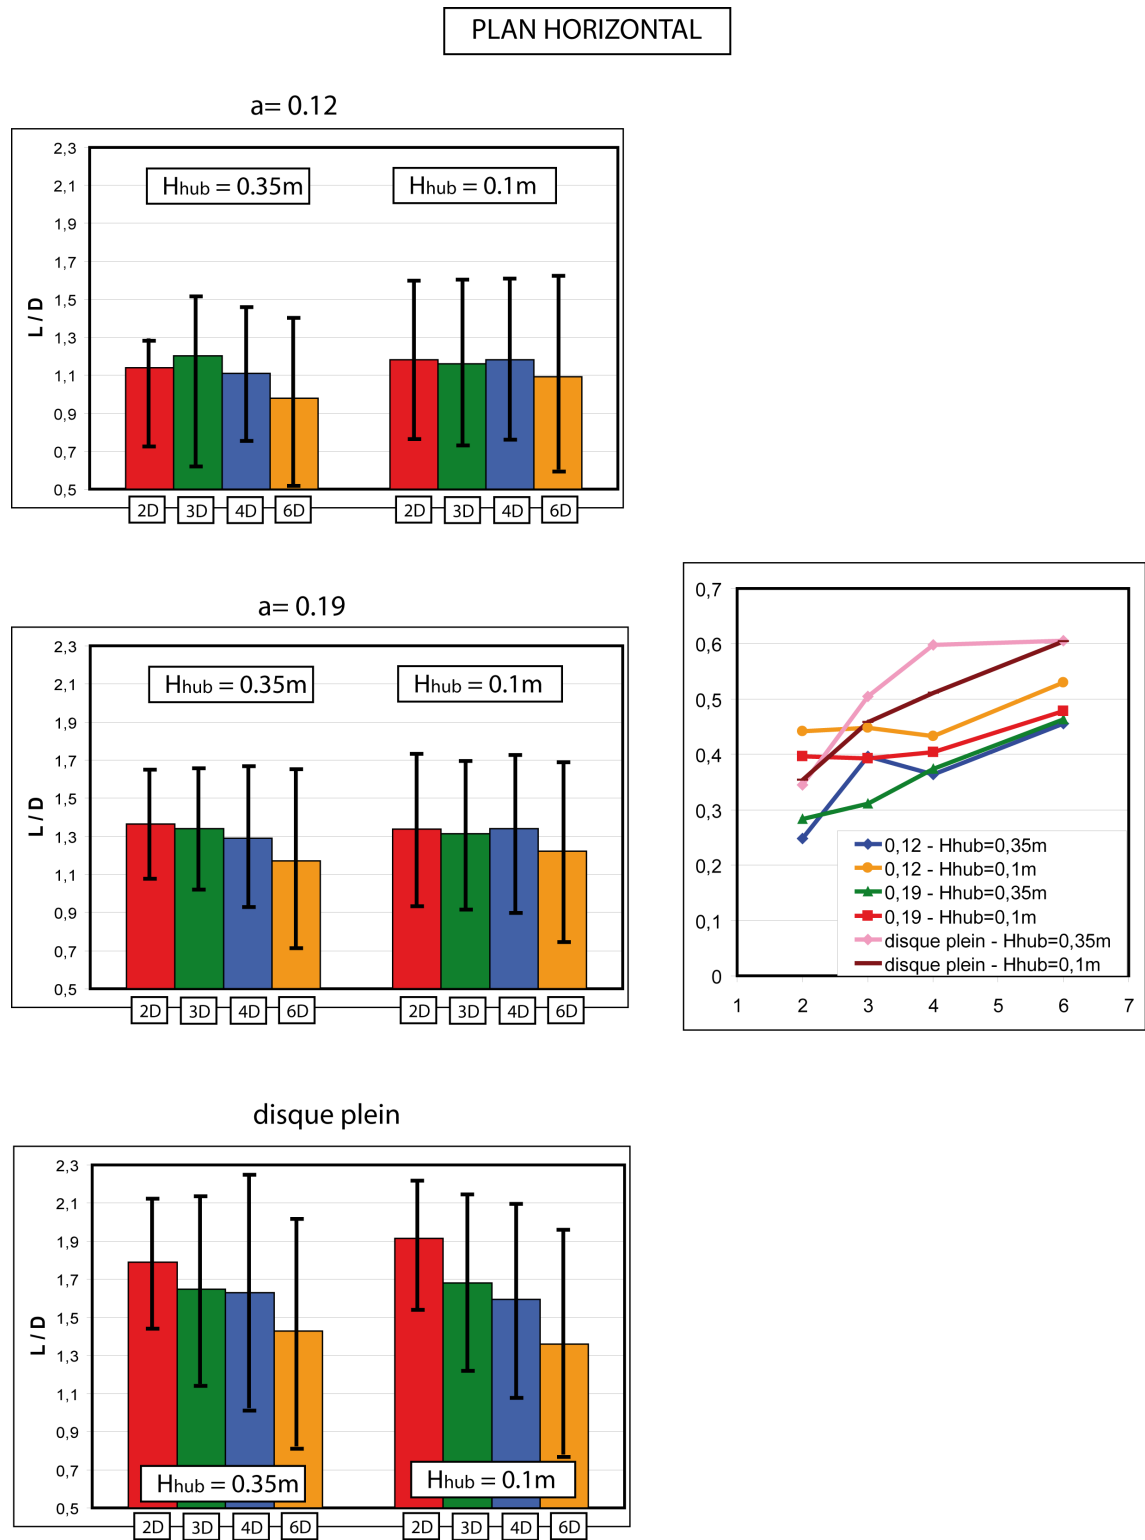 PLAN HORIZONTAL
a= 0.12
2,3
2,1
1,9
1,7
1,5
1,3
1,1
0,9
0,7
0,5
L / D
Hhub = 0.35m
Hhub = 0.1m
2D 3D 4D 6D 2D 3D 4D 6D
a= 0.19
2,3
2,1
1,9
1,7
1,5
1,3
1,1
0,9
0,7
0,5
L / D
Hhub = 0.35m
Hhub = 0.1m
2D 3D 4D 6D 2D 3D 4D 6D
0,7
0,6
0,5
0,4
0,3
0,2
0,1
0
1 2 3 4 5 6 7
0,12 - Hhub=0,35m
0,12 - Hhub=0,1m
0,19 - Hhub=0,35m
0,19 - Hhub=0,1m
disque plein - Hhub=0,35m
disque plein - Hhub=0,1m
disque plein
2,3
2,1
1,9
1,7
1,5
1,3
1,1
0,9
0,7
0,5
L / D
Hhub = 0.35m
Hhub = 0.1m
2D 3D 4D 6D 2D 3D 4D 6D